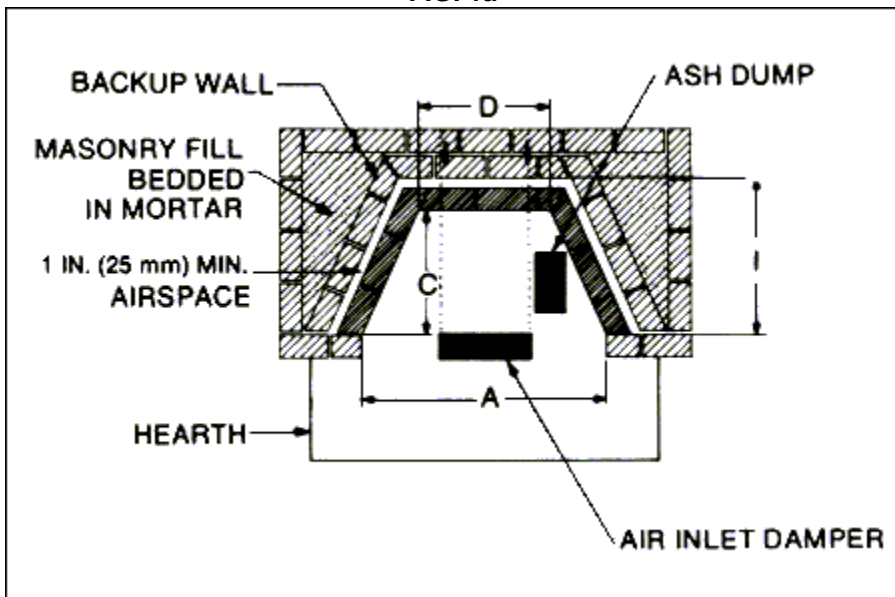 BACKUP WALL
D
ASH DUMP
MASONRY FILL
BEDDED
IN MORTAR
1 IN. (25 mm) MIN.
AIRSPACE
C
I
A
HEARTH
AIR INLET DAMPER